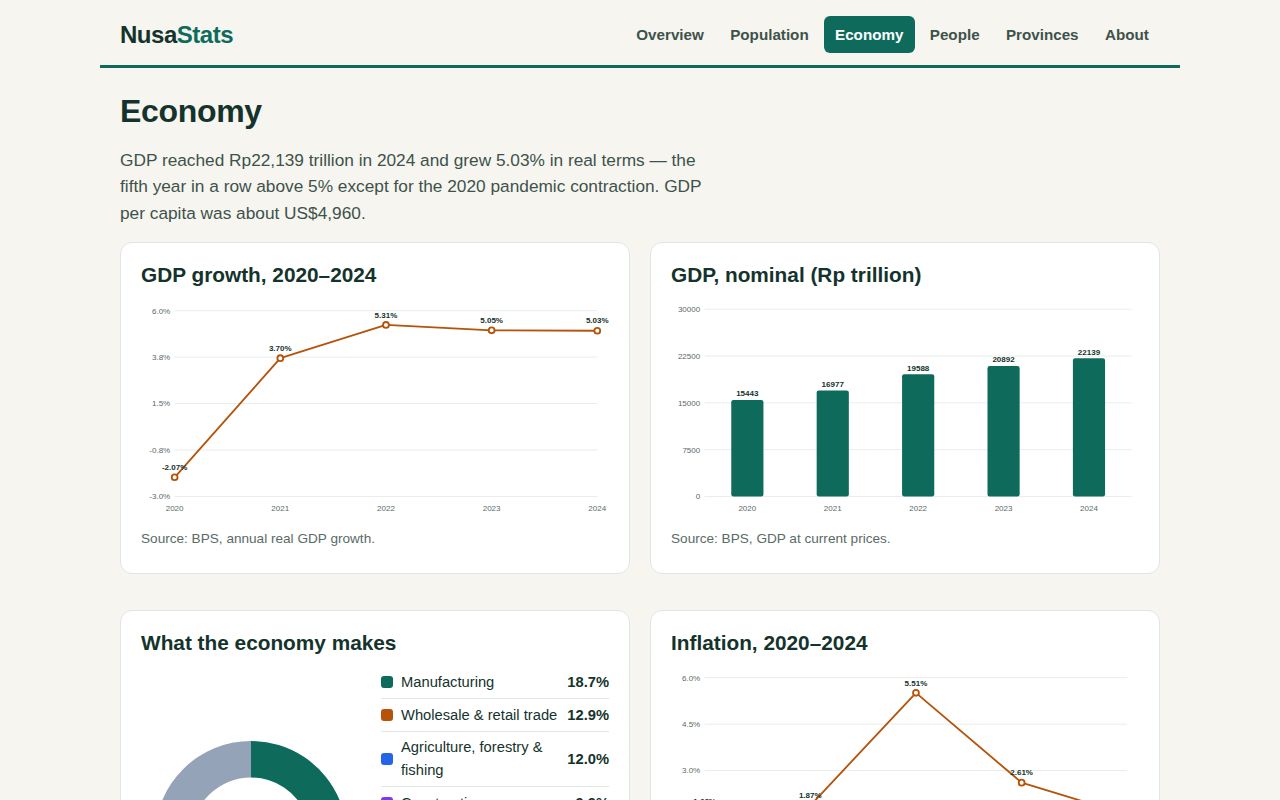 NusaStats
Overview
Population
Economy
People
Provinces
About
Economy
GDP reached Rp22,139 trillion in 2024 and grew 5.03% in real terms — the
fifth year in a row above 5% except for the 2020 pandemic contraction. GDP
per capita was about US$4,960.
GDP growth, 2020–2024
6.0%
3.8%
1.5%
-0.8%
-3.0%
-2.07%
3.70%
5.31%
5.05%
5.03%
2020
2021
2022
2023
2024
Source: BPS, annual real GDP growth.
GDP, nominal (Rp trillion)
30000
22500
15000
7500
0
15443
16977
19588
20892
22139
2020
2021
2022
2023
2024
Source: BPS, GDP at current prices.
What the economy makes
Manufacturing 18.7%
Wholesale & retail trade 12.9%
Agriculture, forestry &
fishing 12.0%
Inflation, 2020–2024
6.0%
4.5%
3.0%
1.87%
5.51%
2.61%